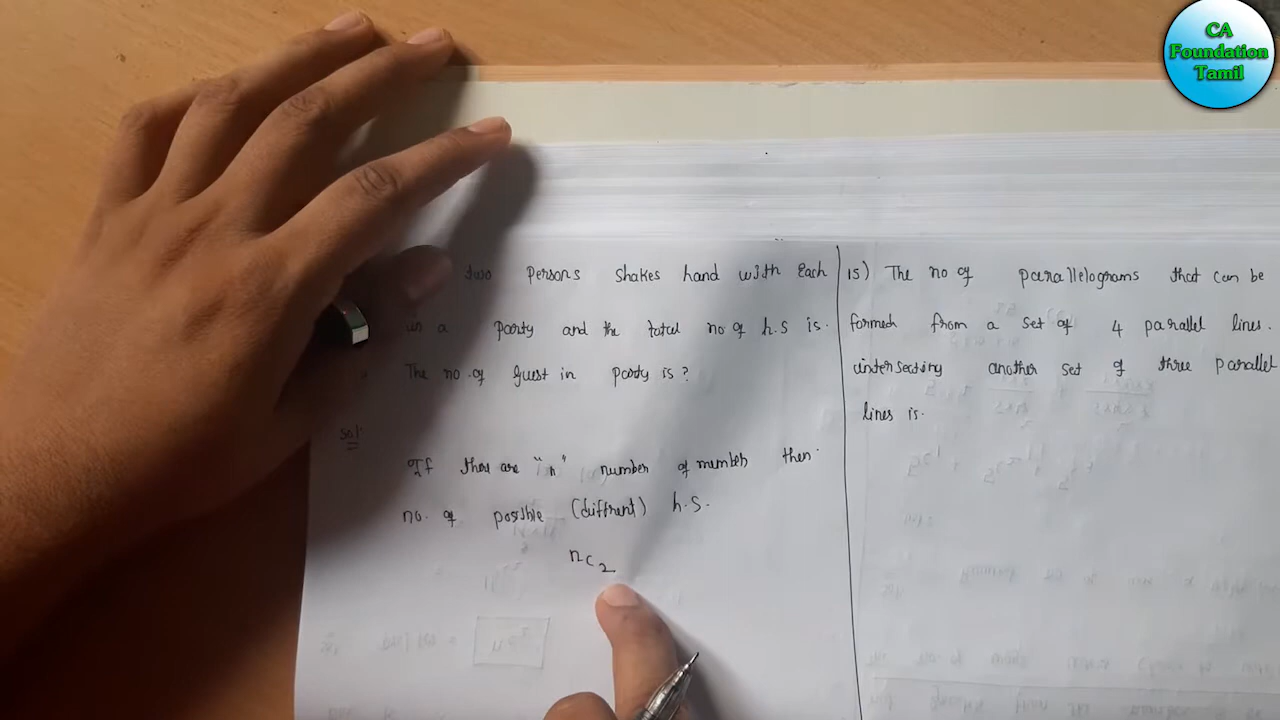 CA
Foundation
Tamil
two persons shakes hand with Each
in a party and the total no of h.s is.
The no.of guest in party is?
Sol:
If ther are "n" number of member then
no. of possible (diffrent) h.s.
nc2
15) The no of parallelograms that can be
formed from a set of 4 parallel lines.
intersecting another set of three parallel
lines is.